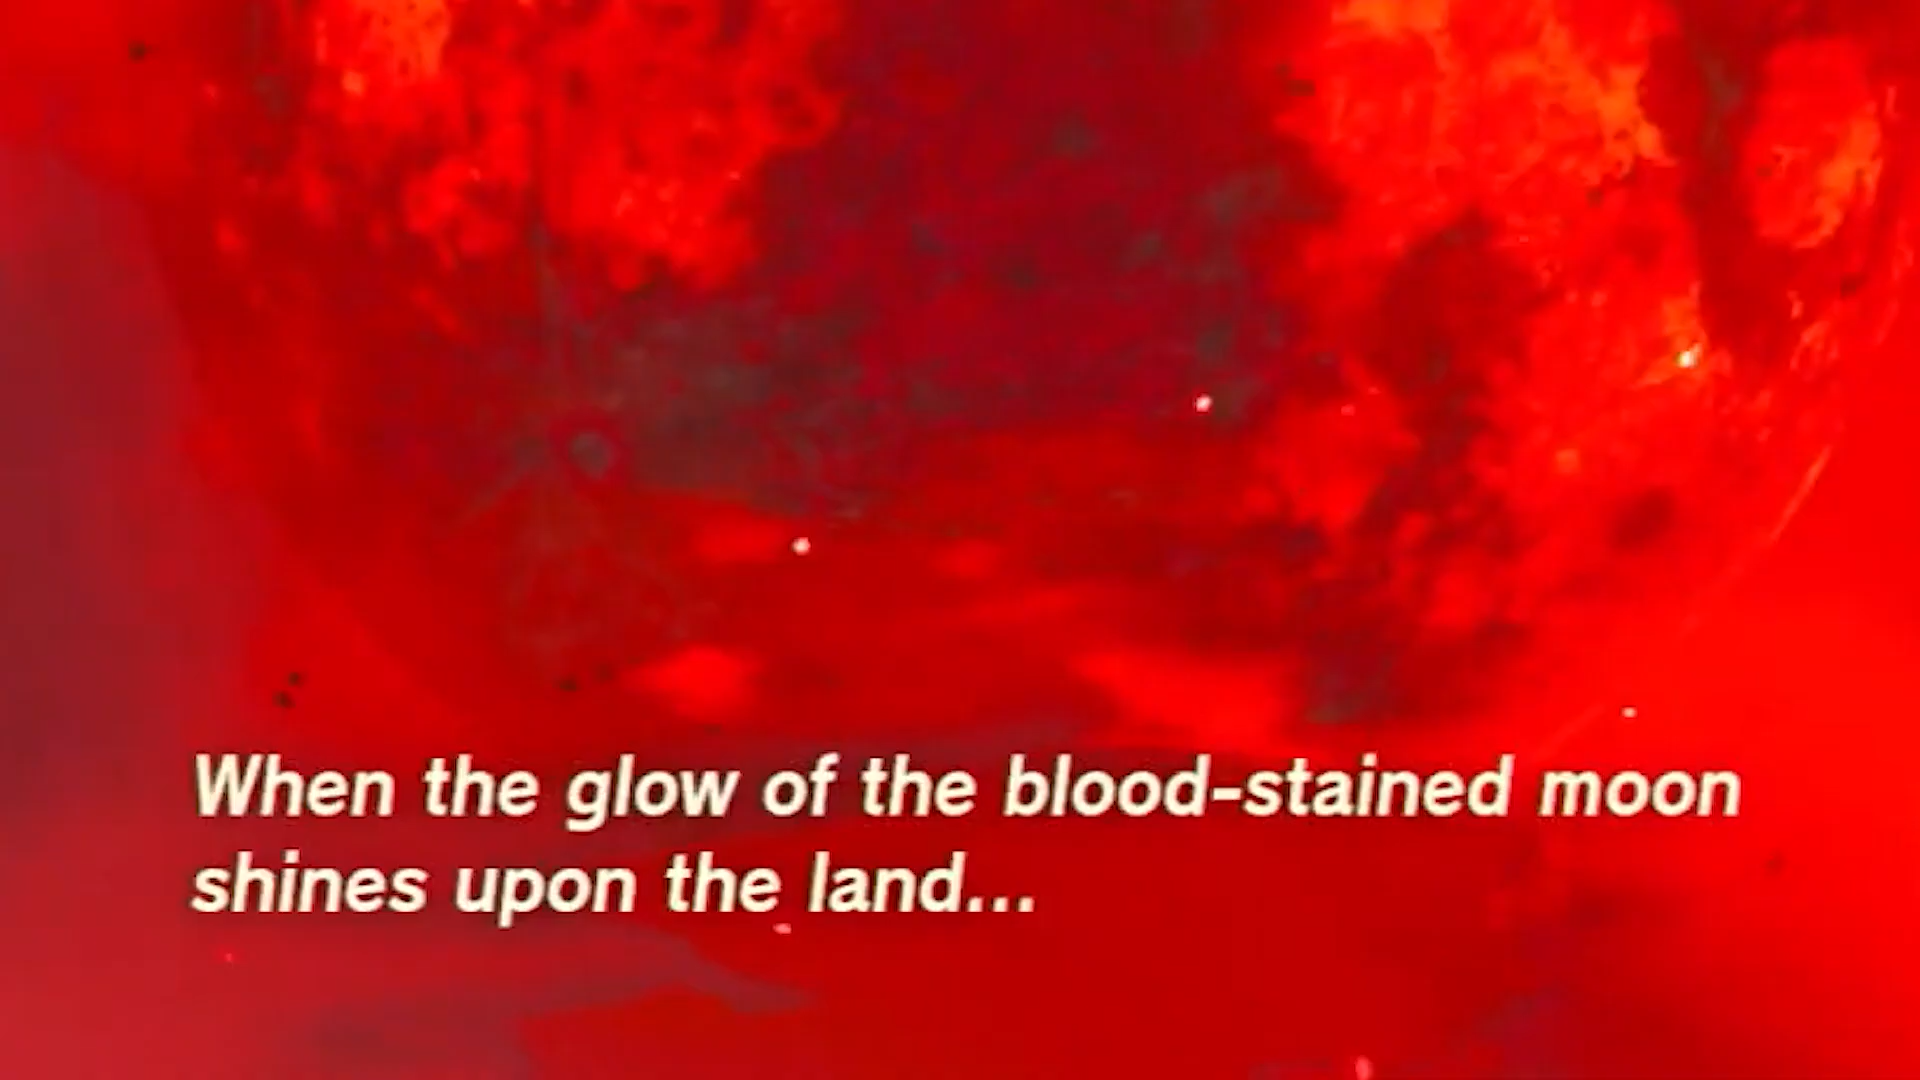 When the glow of the blood-stained moon
shines upon the land...